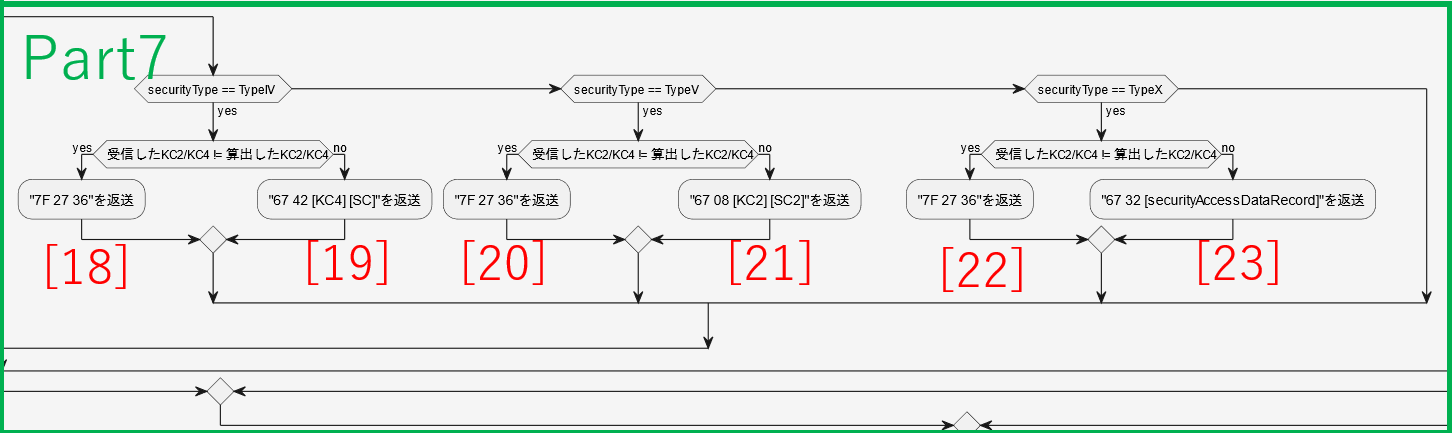 Part7
securityType == TypeIV
securityType == TypeV
securityType == TypeX
yes
yes
yes
yes
受信したKC2/KC4 != 算出したKC2/KC4
no
yes
受信したKC2/KC4 != 算出したKC2/KC4
no
yes
受信したKC2/KC4 != 算出したKC2/KC4
no
"7F 27 36"を返送
"67 42 [KC4] [SC]"を返送
"7F 27 36"を返送
"67 08 [KC2] [SC2]"を返送
"7F 27 36"を返送
"67 32 [securityAccessDataRecord]"を返送
[18]
[19]
[20]
[21]
[22]
[23]